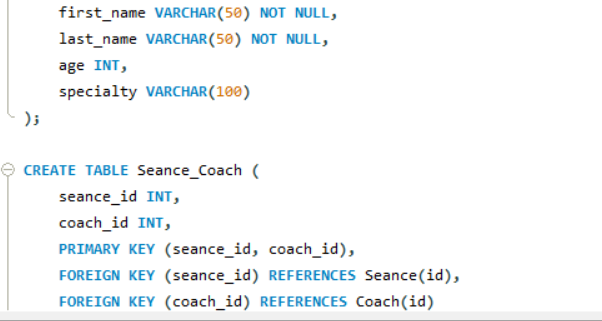 first_name VARCHAR(50) NOT NULL,
last_name VARCHAR(50) NOT NULL,
age INT,
specialty VARCHAR(100)
);
CREATE TABLE Seance_Coach (
seance_id INT,
coach_id INT,
PRIMARY KEY (seance_id, coach_id),
FOREIGN KEY (seance_id) REFERENCES Seance(id),
FOREIGN KEY (coach_id) REFERENCES Coach(id)